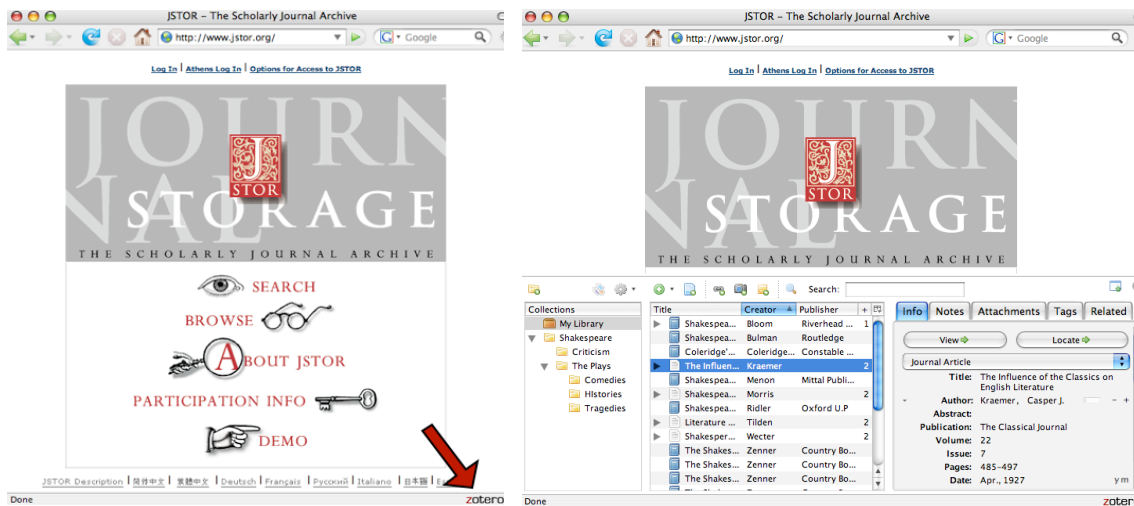 JSTOR – The Scholarly Journal Archive
http://www.jstor.org/
G Google
Log In | Athens Log In | Options for Access to JSTOR
JOURN
NAL
J
STOR
STORAGE
THE SCHOLARLY JOURNAL ARCHIVE
SEARCH
BROWSE
ABOUT JSTOR
PARTICIPATION INFO
DEMO
JSTOR Description | 简体中文 | 繁體中文 | Deutsch | Français | Русский | Italiano | 日本語 | Es
Done
zotero
JSTOR – The Scholarly Journal Archive
http://www.jstor.org/
G Google
Log In | Athens Log In | Options for Access to JSTOR
JOURN
NAL
J
STOR
STORAGE
THE SCHOLARLY JOURNAL ARCHIVE
Search:
Collections
My Library
Shakespeare
Criticism
The Plays
Comedies
HIstories
Tragedies
Title Creator Publisher +
Shakespea... Bloom Riverhead ... 1
Shakespea... Bulman Routledge
Coleridge'... Coleridge... Constable ...
The Influen... Kraemer 2
Shakespea... Menon Mittal Publi...
Shakespea... Morris 2
Shakespea... Ridler Oxford U.P
Literature ... Tilden 2
Shakesper... Wecter 2
The Shakes... Zenner Country Bo...
The Shakes... Zenner Country Bo...
The Shakes... Zenner Country Bo...
Info Notes Attachments Tags Related
View Locate
Journal Article
Title: The Influence of the Classics on
English Literature
- Author: Kraemer, Casper J. - +
Abstract:
Publication: The Classical Journal
Volume: 22
Issue: 7
Pages: 485–497
Date: Apr., 1927 y m
Done
zoter